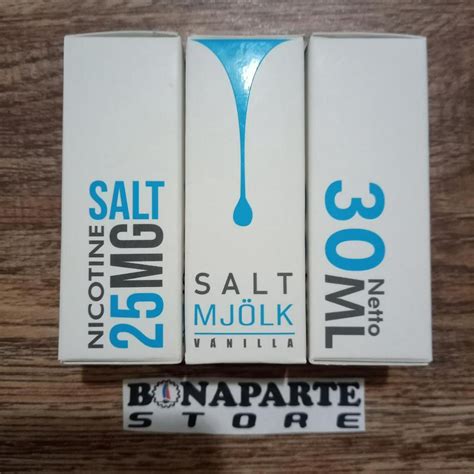 NICOTINE
SALT
25MG
SALT
MJÖLK
VANILLA
30ML
Netto
BONAPARTE
STORE